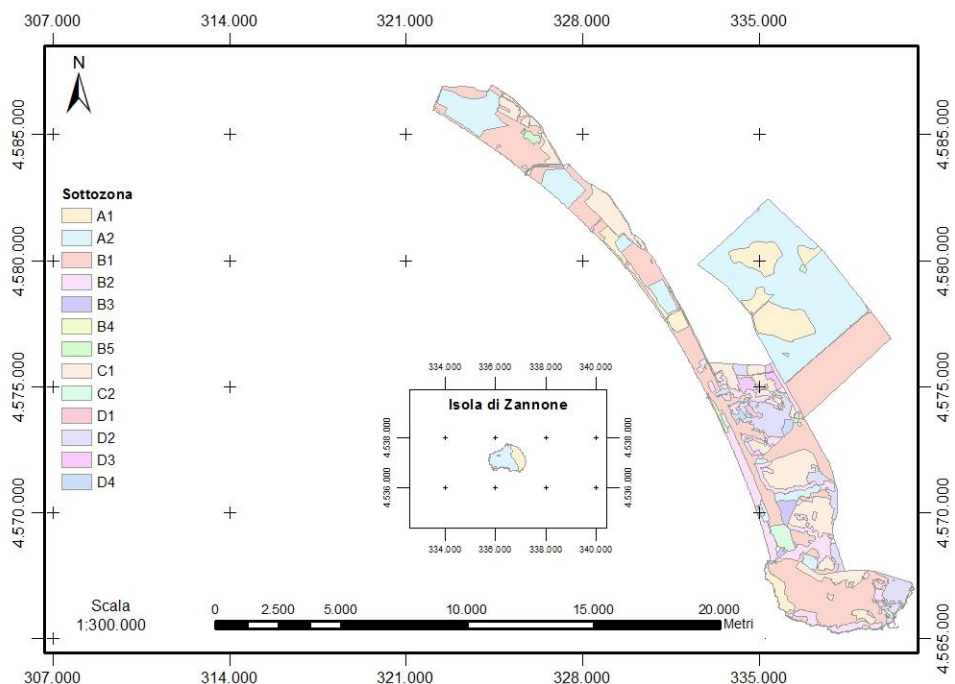 307.000 314.000 321.000 328.000 335.000
N
4.585.000 4.585.000
Sottozona
A1
A2
B1
B2
B3
B4
B5
C1
C2
D1
D2
D3
D4
4.580.000 4.580.000
4.575.000 4.575.000
334.000 336.000 338.000 340.000
Isola di Zannone
4.538.000 4.538.000
4.536.000 4.536.000
334.000 336.000 338.000 340.000
4.570.000 4.570.000
Scala
1:300.000
0 2.500 5.000 10.000 15.000 20.000
Metri
4.565.000 4.565.000
307.000 314.000 321.000 328.000 335.000